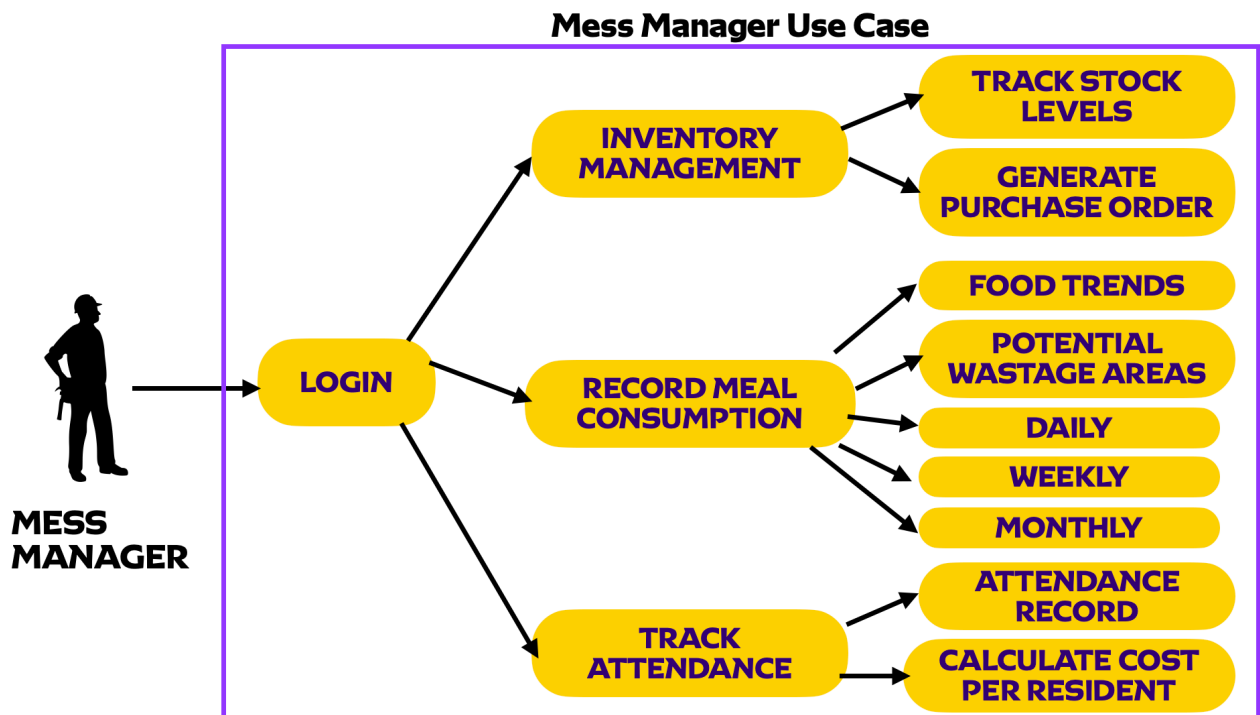 Mess Manager Use Case
TRACK STOCK
LEVELS
INVENTORY
MANAGEMENT
GENERATE
PURCHASE ORDER
FOOD TRENDS
POTENTIAL
WASTAGE AREAS
LOGIN
RECORD MEAL
CONSUMPTION
DAILY
WEEKLY
MONTHLY
MESS
MANAGER
ATTENDANCE
RECORD
TRACK
ATTENDANCE
CALCULATE COST
PER RESIDENT